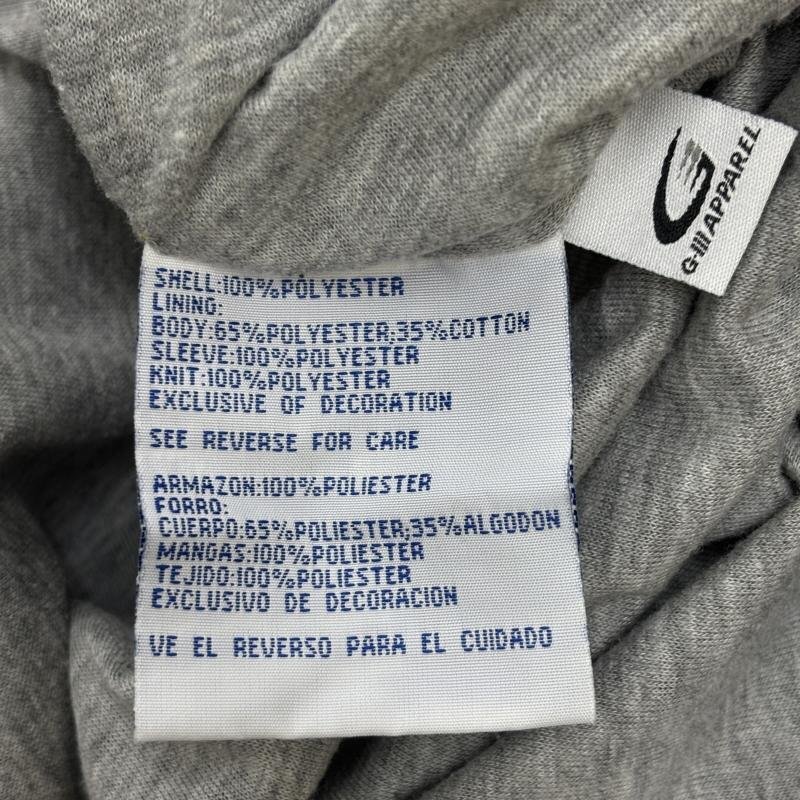 SHELL:100%POLYESTER
LINING:
BODY:65%POLYESTER,35%COTTON
SLEEVE:100%POLYESTER
KNIT:100%POLYESTER
EXCLUSIVE OF DECORATION
SEE REVERSE FOR CARE
ARMAZON:100%POLIESTER
FORRO:
CUERPO:65%POLIESTER,35%ALGODON
MANGAS:100%POLIESTER
TEJIDO:100%POLIESTER
EXCLUSIVO DE DECORACION
VE EL REVERSO PARA EL CUIDADO
G-III APPAREL